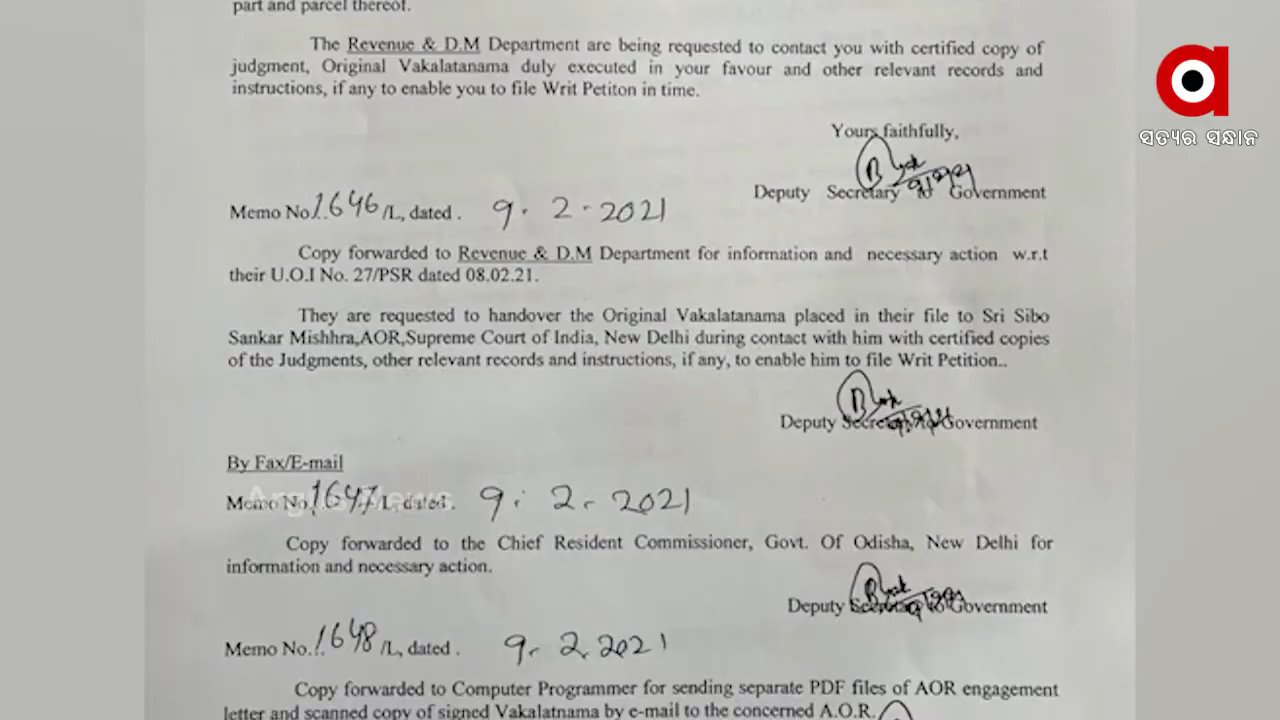 part and parcel thereof.
The Revenue & D.M Department are being requested to contact you with certified copy of
judgment, Original Vakalatanama duly executed in your favour and other relevant records and
instructions, if any to enable you to file Writ Petiton in time.
ସତ୍ୟର ସନ୍ଧାନ
Yours faithfully,
Deputy Secretary to Government
Memo No. 1646 /L, dated . 9. 2 - 2021
Copy forwarded to Revenue & D.M Department for information and necessary action w.r.t
their U.O.I No. 27/PSR dated 08.02.21.
They are requested to handover the Original Vakalatanama placed in their file to Sri Sibo
Sankar Mishhra,AOR,Supreme Court of India, New Delhi during contact with him with certified copies
of the Judgments, other relevant records and instructions, if any, to enable him to file Writ Petition..
Deputy Secretary to Government
By Fax/E-mail
Memo No. 1647/L, dated . 9. 2. 2021
Copy forwarded to the Chief Resident Commissioner, Govt. Of Odisha, New Delhi for
information and necessary action.
Deputy Secretary to Government
Memo No... 1648 /L, dated . 9. 2. 2021
Copy forwarded to Computer Programmer for sending separate PDF files of AOR engagement
letter and scanned copy of signed Vakalatnama by e-mail to the concerned A.O.R.